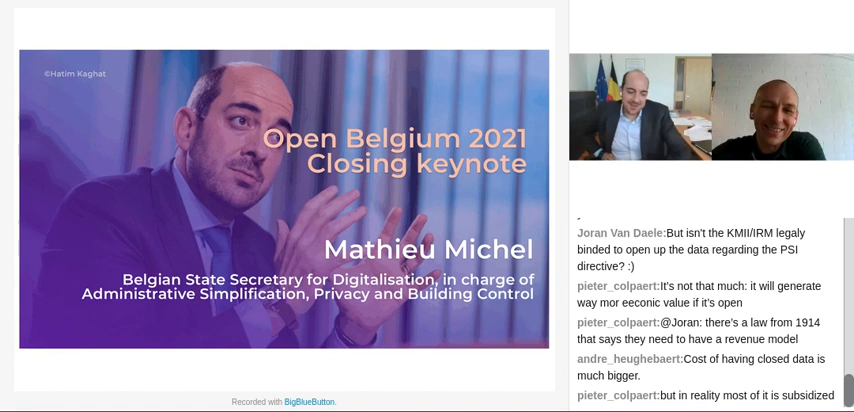 ©Hatim Kaghat
Open Belgium 2021
Closing keynote
Mathieu Michel
Belgian State Secretary for Digitalisation, in charge of
Administrative Simplification, Privacy and Building Control
Recorded with BigBlueButton.
Joran Van Daele:But isn't the KMII/IRM legaly
binded to open up the data regarding the PSI
directive? :)
pieter_colpaert:It's not that much: it will generate
way mor eeconic value if it's open
pieter_colpaert:@Joran: there's a law from 1914
that says they need to have a revenue model
andre_heughebaert:Cost of having closed data is
much bigger.
pieter_colpaert:but in reality most of it is subsidized